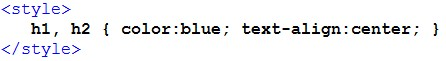 <style>
h1, h2 { color:blue; text-align:center; }
</style>